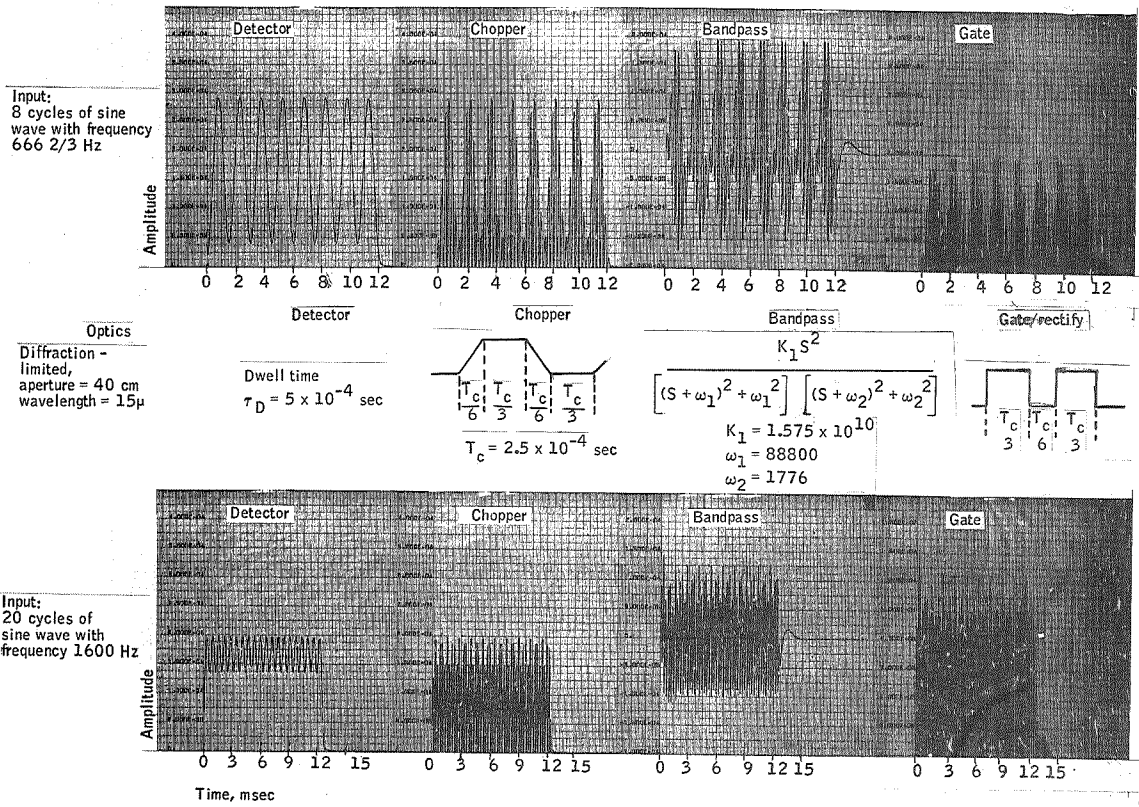 Detector
Chopper
Bandpass
Gate
Input:
8 cycles of sine
wave with frequency
666 2/3 Hz
Amplitude
0 2 4 6 8 10 12
0 2 4 6 8 10 12
0 2 4 6 8 10 12
0 2 4 6 8 10 12
Optics
Diffraction -
limited,
aperture = 40 cm
wavelength = 15μ
Detector
Dwell time
τ_D = 5 x 10^-4 sec
Chopper
T_c/6 T_c/3 T_c/6 T_c/3
T_c = 2.5 x 10^-4 sec
Bandpass
K_1S^2
[(S + ω_1)^2 + ω_1^2] [(S + ω_2)^2 + ω_2^2]
K_1 = 1.575 x 10^10
ω_1 = 88800
ω_2 = 1776
Gate/rectify
T_c/3 T_c/6 T_c/3
Detector
Chopper
Bandpass
Gate
Input:
20 cycles of
sine wave with
frequency 1600 Hz
Amplitude
0 3 6 9 12 15
0 3 6 9 12 15
0 3 6 9 12 15
0 3 6 9 12 15
Time, msec